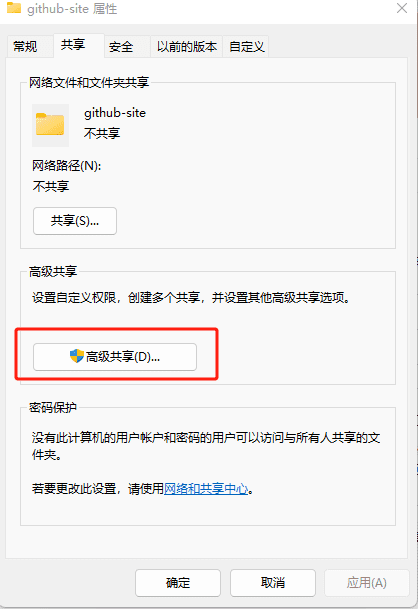 github-site 属性
常规 共享 安全 以前的版本 自定义
网络文件和文件夹共享
github-site
不共享
网络路径(N):
不共享
共享(S)...
高级共享
设置自定义权限，创建多个共享，并设置其他高级共享选项。
高级共享(D)...
密码保护
没有此计算机的用户帐户和密码的用户可以访问与所有人共享的文
件夹。
若要更改此设置，请使用网络和共享中心。
确定 取消 应用(A)